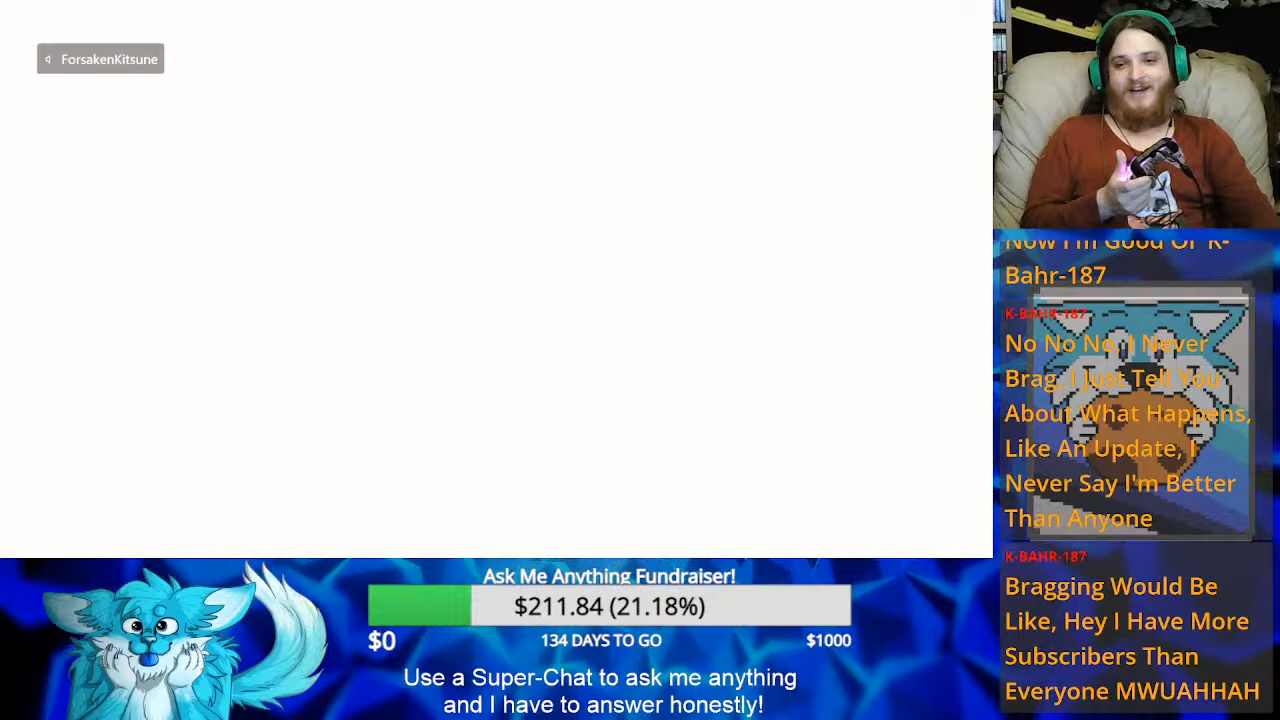 ForsakenKitsune
Now I'm Good Ol' K-
Bahr-187
K-BAHR-187
No No No, I Never
Brag, I Just Tell You
About What Happens,
Like An Update, I
Never Say I'm Better
Than Anyone
K-BAHR-187
Bragging Would Be
Like, Hey I Have More
Subscribers Than
Everyone MWUAHHAH
Ask Me Anything Fundraiser!
$211.84 (21.18%)
$0 134 DAYS TO GO $1000
Use a Super-Chat to ask me anything
and I have to answer honestly!